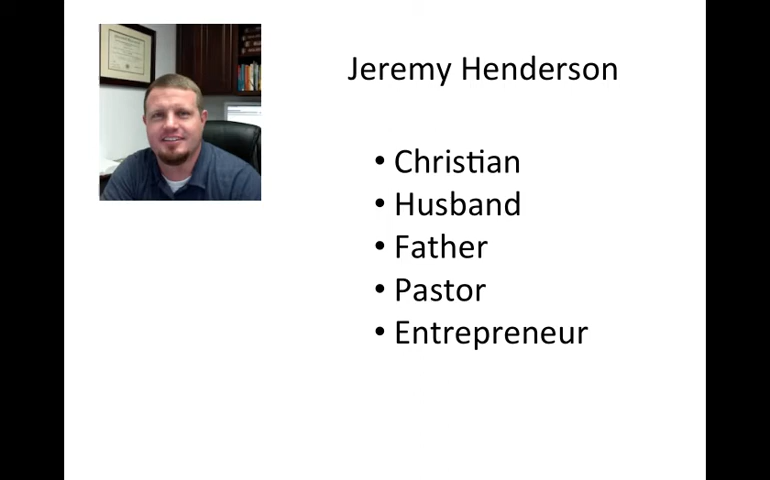 Jeremy Henderson
• Christian
• Husband
• Father
• Pastor
• Entrepreneur